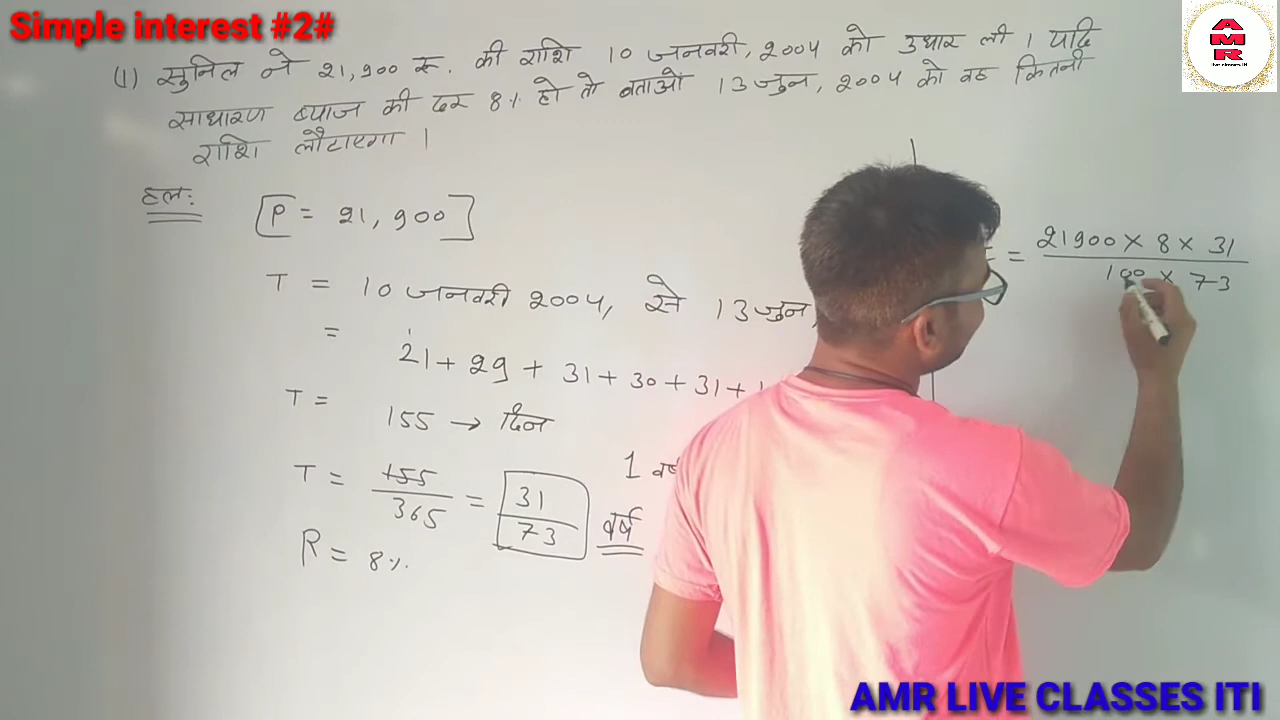 Simple interest #2#
AMR
(1) सुनिल ने 21,900 रू. की राशि 10 जनवरी, 2004 को उधार ली । यदि
साधारण ब्याज की दर 8% हो तो बताओ 13 जुन, 2004 को वह कितनी
राशि लौटाएगा ।
हल:
[P = 21,900]
T = 10 जनवरी 2004, से 13 जुन,
= 21 + 29 + 31 + 30 + 31 +
T = 155 → दिन
T = 155/365 = 31/73 वर्ष
1 वर्ष
R = 8%
= 21900 × 8 × 31
100 × 73
AMR LIVE CLASSES ITI